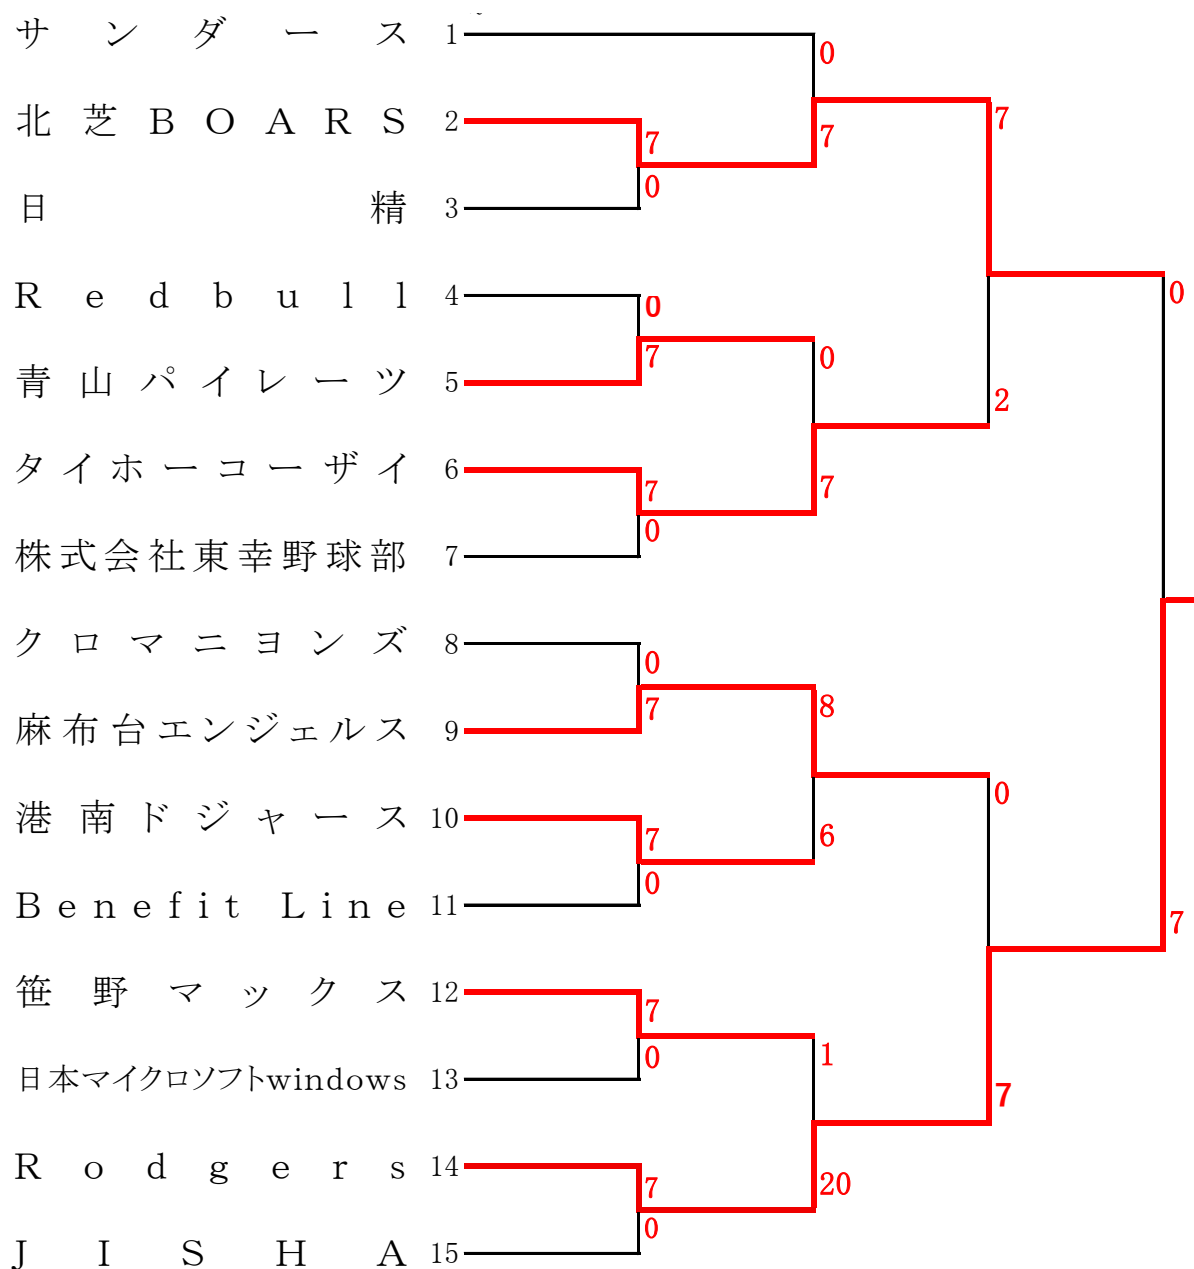 サンダース 1
0
7
北芝BOARS 2
7
7
0
日精 3
0
Redbull 4
0
0
7
青山パイレーツ 5
2
タイホーコーザイ 6
7
7
0
株式会社東幸野球部 7
クロマニヨンズ 8
0
7
8
麻布台エンジェルス 9
0
港南ドジャース 10
7
6
0
Benefit Line 11
7
笹野マックス 12
7
0
1
日本マイクロソフトwindows 13
7
Rodgers 14
7
20
0
JISHA 15